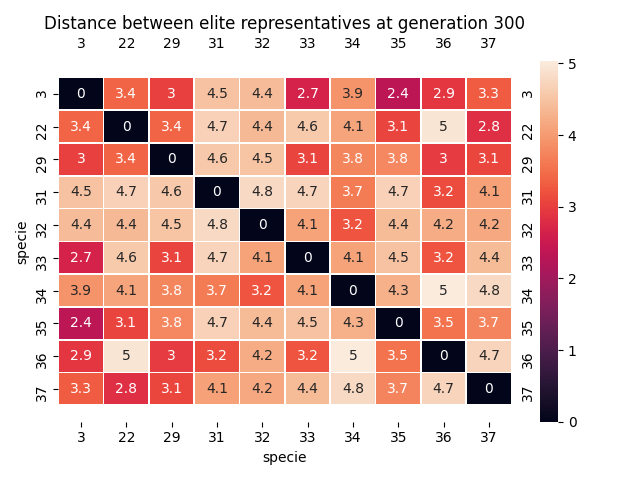 Distance between elite representatives at generation 300
3 22 29 31 32 33 34 35 36 37
3 0 3.4 3 4.5 4.4 2.7 3.9 2.4 2.9 3.3 3
22 3.4 0 3.4 4.7 4.4 4.6 4.1 3.1 5 2.8 22
29 3 3.4 0 4.6 4.5 3.1 3.8 3.8 3 3.1 29
31 4.5 4.7 4.6 0 4.8 4.7 3.7 4.7 3.2 4.1 31
32 4.4 4.4 4.5 4.8 0 4.1 3.2 4.4 4.2 4.2 32
33 2.7 4.6 3.1 4.7 4.1 0 4.1 4.5 3.2 4.4 33
34 3.9 4.1 3.8 3.7 3.2 4.1 0 4.3 5 4.8 34
35 2.4 3.1 3.8 4.7 4.4 4.5 4.3 0 3.5 3.7 35
36 2.9 5 3 3.2 4.2 3.2 5 3.5 0 4.7 36
37 3.3 2.8 3.1 4.1 4.2 4.4 4.8 3.7 4.7 0 37
3 22 29 31 32 33 34 35 36 37
specie
specie
5
4
3
2
1
0